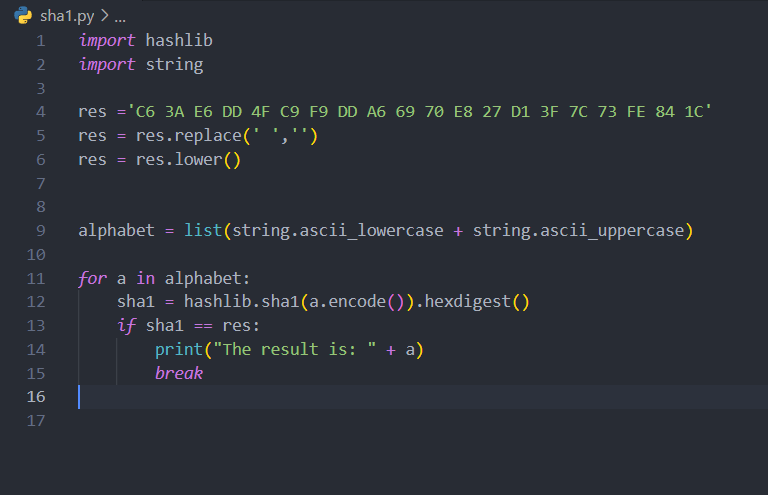 sha1.py > ...
1 import hashlib
2 import string
3
4 res ='C6 3A E6 DD 4F C9 F9 DD A6 69 70 E8 27 D1 3F 7C 73 FE 84 1C'
5 res = res.replace(' ','')
6 res = res.lower()
7
8
9 alphabet = list(string.ascii_lowercase + string.ascii_uppercase)
10
11 for a in alphabet:
12     sha1 = hashlib.sha1(a.encode()).hexdigest()
13     if sha1 == res:
14         print("The result is: " + a)
15         break
16
17